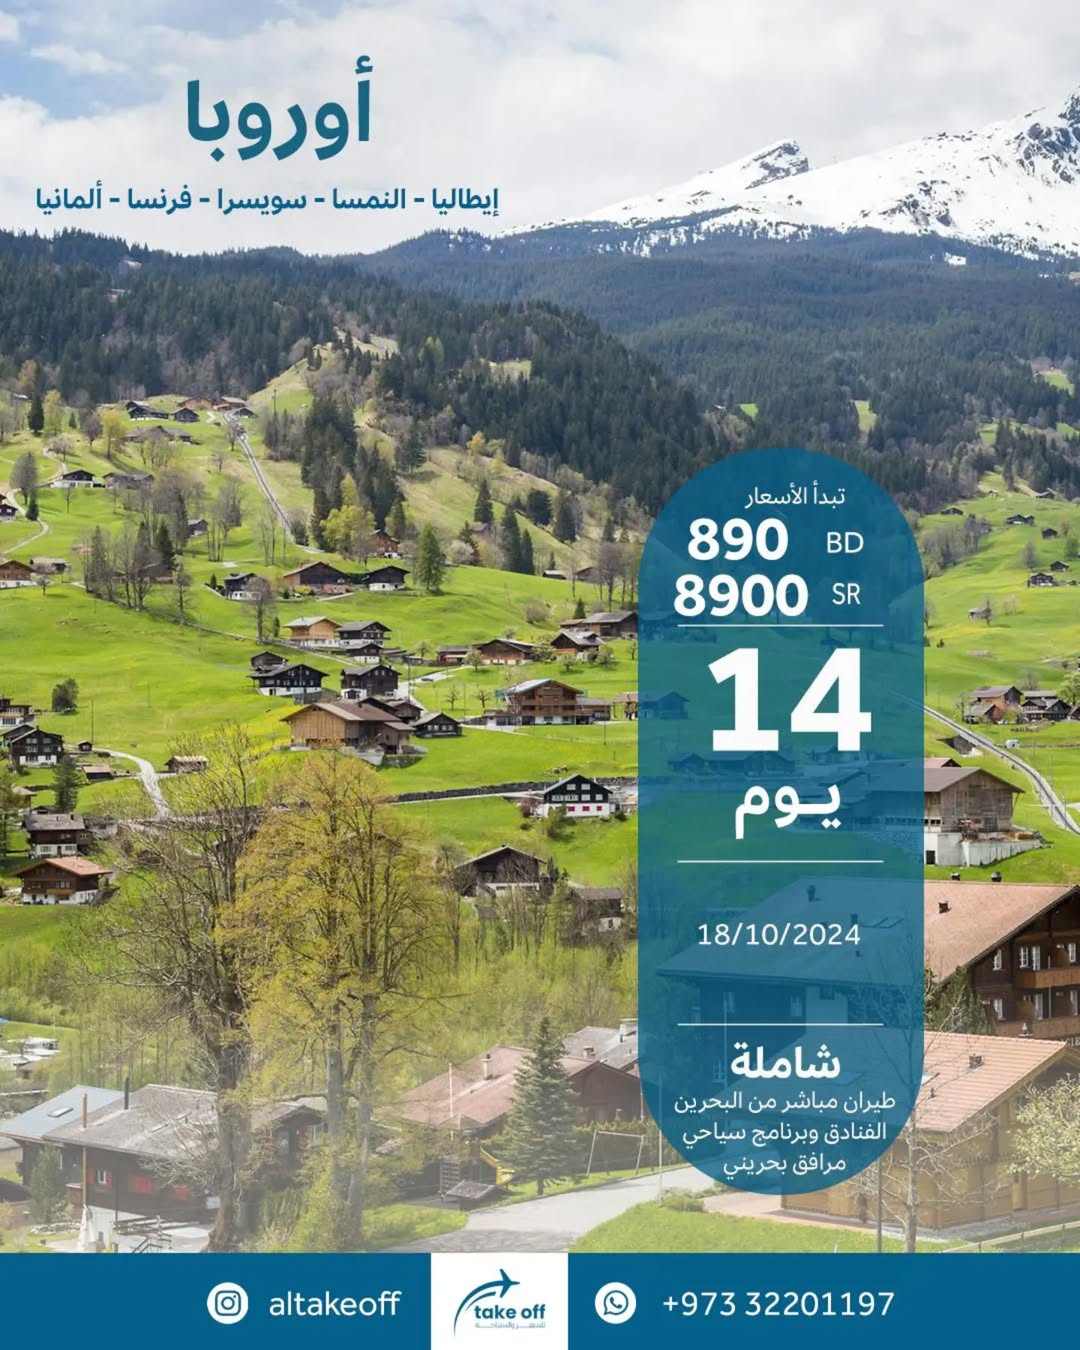 أوروبا
إيطاليا - النمسا - سويسرا - فرنسا - ألمانيا
تبدأ الأسعار
890 BD
8900 SR
14
يـوم
18/10/2024
شاملة
طيران مباشر من البحرين
الفنادق وبرنامج سياحي
مرافق بحريني
altakeoff
take off
+973 32201197